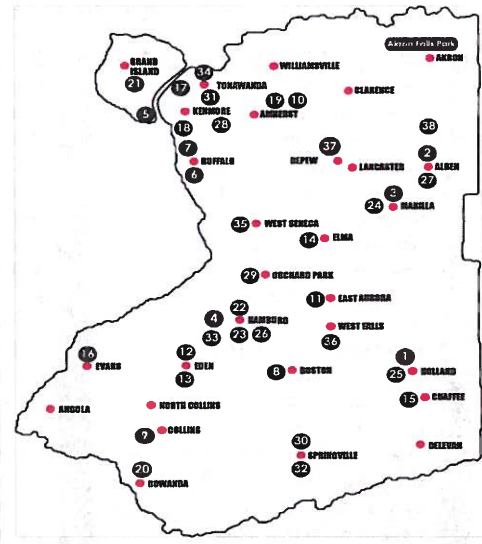 Akron Falls Park
AKRON
WILLIAMSVILLE
GRAND
ISLAND
21
34
TONAWANDA
17
31
CLARENCE
19
10
5
KENMORE
AMHERST
18
28
38
7
37
2
BUFFALO
DEPEW
LANCASTER
ALDEN
6
27
3
24
MARILLA
35
WEST SENECA
14
ELMA
29
ORCHARD PARK
11
EAST AURORA
22
4
HAMBURG
33
23
26
WEST FALLS
36
16
EVANS
12
EDEN
13
8
BOSTON
1
25
HOLLAND
15
CHAFFEE
ANGOLA
NORTH COLLINS
9
COLLINS
30
SPRINGVILLE
32
DELEVAN
20
GOWANDA